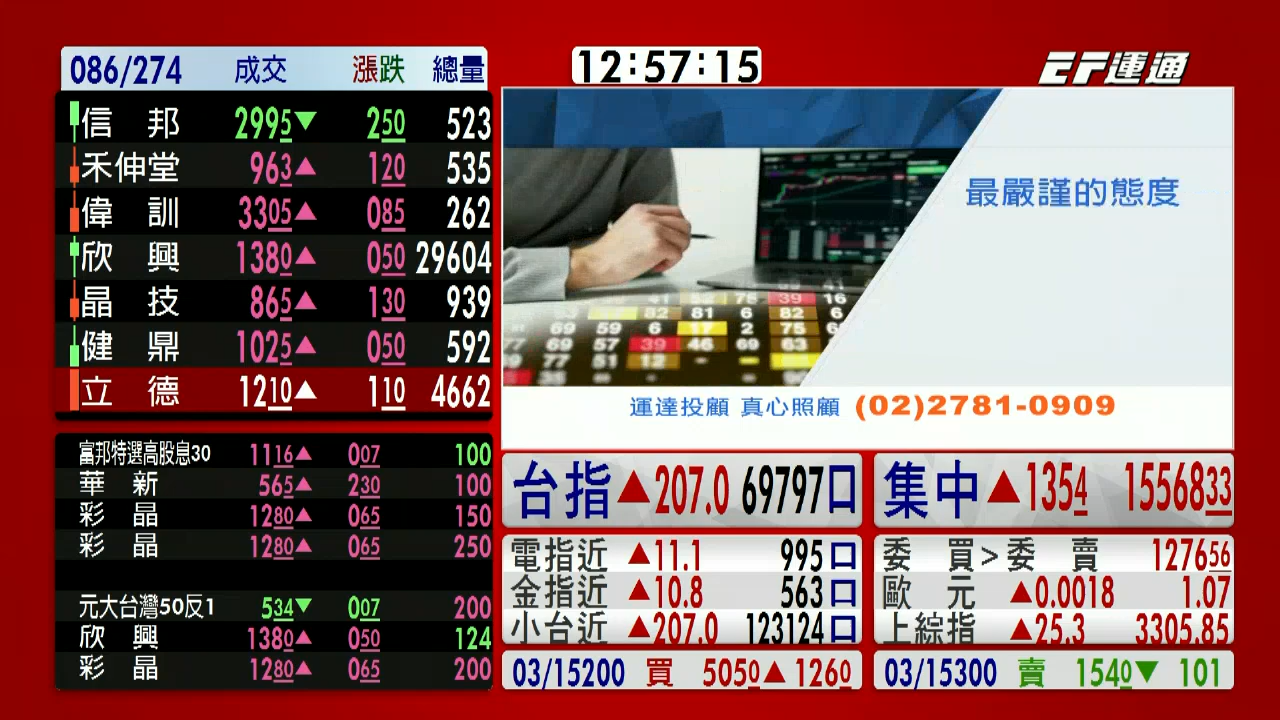 086/274 成交 漲跌 總量
信邦 2995▼ 250 523
禾伸堂 963▲ 120 535
偉訓 3305▲ 085 262
欣興 1380▲ 050 29604
晶技 865▲ 130 939
健鼎 1025▲ 050 592
立德 1210▲ 110 4662
富邦特選高股息30 1116▲ 007 100
華新 565▲ 230 100
彩晶 1280▲ 065 150
彩晶 1280▲ 065 250
元大台灣50反1 534▼ 007 200
欣興 1380▲ 050 124
彩晶 1280▲ 065 200
12:57:15
EF運通
最嚴謹的態度
運達投顧 真心照顧 (02)2781-0909
台指▲207.0 69797口
集中▲1354 1556833
電指近 ▲11.1 995口
金指近 ▲10.8 563口
小台近 ▲207.0 123124口
委買>委賣 127656
歐元 ▲0.0018 1.07
上綜指 ▲25.3 3305.85
03/15200 買 5050▲1260
03/15300 賣 1540▼ 101